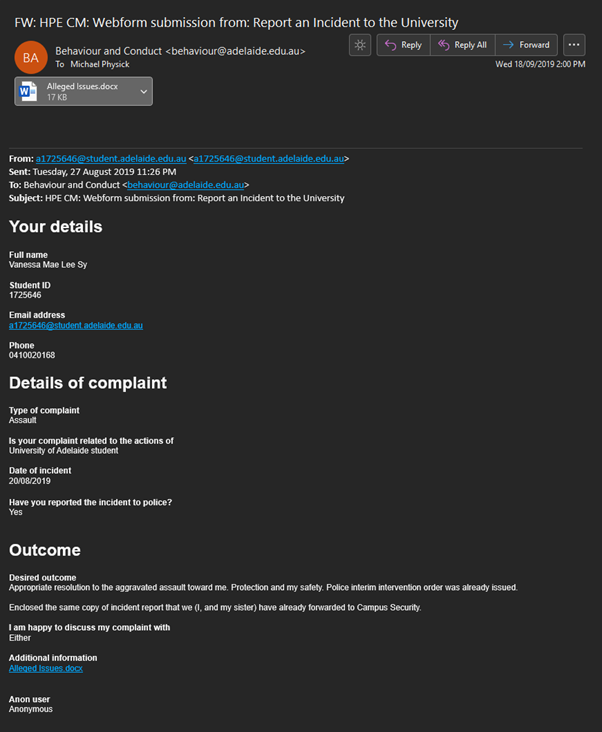 FW: HPE CM: Webform submission from: Report an Incident to the University
BA
Behaviour and Conduct <behaviour@adelaide.edu.au>
To Michael Physick
Reply
Reply All
Forward
...
Wed 18/09/2019 2:00 PM
Alleged Issues.docx
17 KB
From: a1725646@student.adelaide.edu.au <a1725646@student.adelaide.edu.au>
Sent: Tuesday, 27 August 2019 11:26 PM
To: Behaviour and Conduct <behaviour@adelaide.edu.au>
Subject: HPE CM: Webform submission from: Report an Incident to the University
Your details
Full name
Vanessa Mae Lee Sy
Student ID
1725646
Email address
a1725646@student.adelaide.edu.au
Phone
0410020168
Details of complaint
Type of complaint
Assault
Is your complaint related to the actions of
University of Adelaide student
Date of incident
20/08/2019
Have you reported the incident to police?
Yes
Outcome
Desired outcome
Appropriate resolution to the aggravated assault toward me. Protection and my safety. Police interim intervention order was already issued.
Enclosed the same copy of incident report that we (I, and my sister) have already forwarded to Campus Security.
I am happy to discuss my complaint with
Either
Additional information
Alleged Issues.docx
Anon user
Anonymous